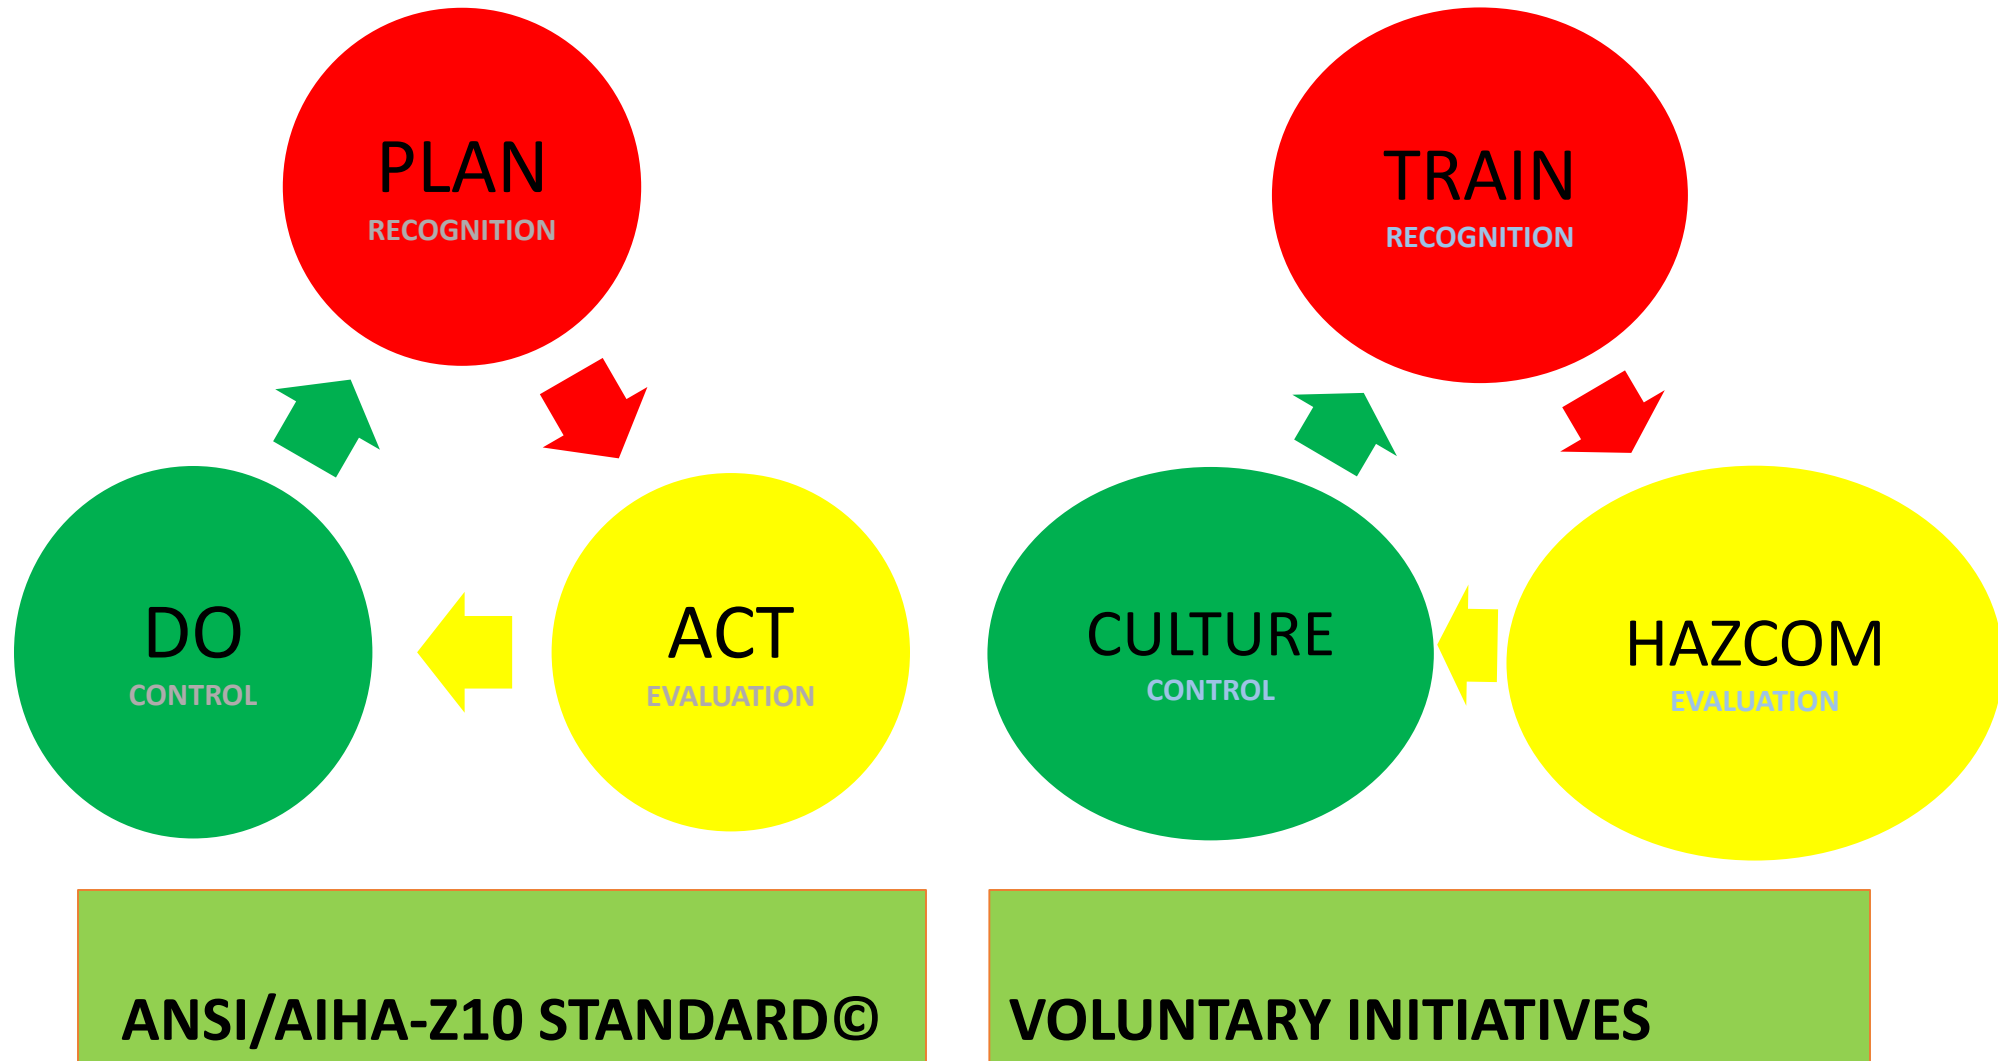 PLAN
RECOGNITION
ACT
EVALUATION
DO
CONTROL
ANSI/AIHA-Z10 STANDARD©
TRAIN
RECOGNITION
HAZCOM
EVALUATION
CULTURE
CONTROL
VOLUNTARY INITIATIVES